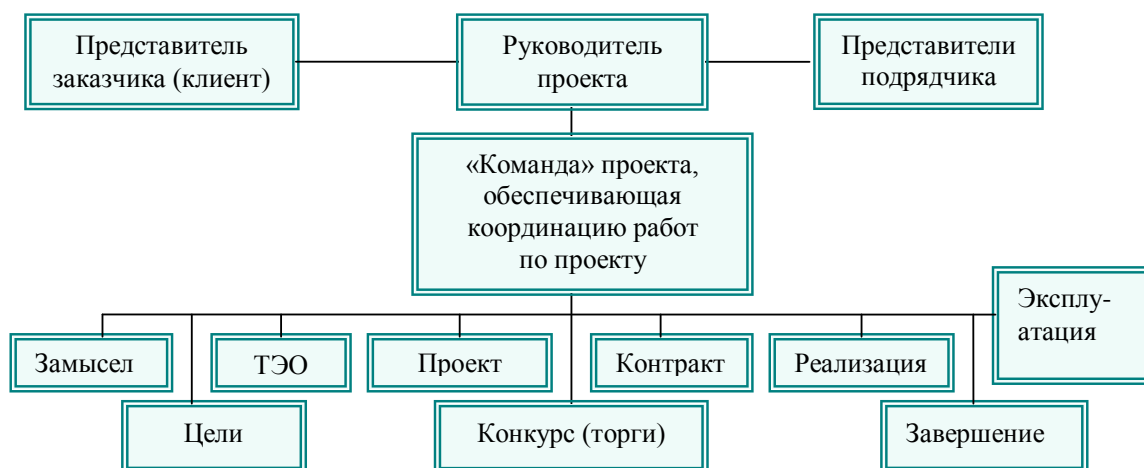 Представитель
заказчика (клиент)
Руководитель
проекта
Представители
подрядчика
«Команда» проекта,
обеспечивающая
координацию работ
по проекту
Эксплу-
атация
Замысел
ТЭО
Проект
Контракт
Реализация
Цели
Конкурс (торги)
Завершение